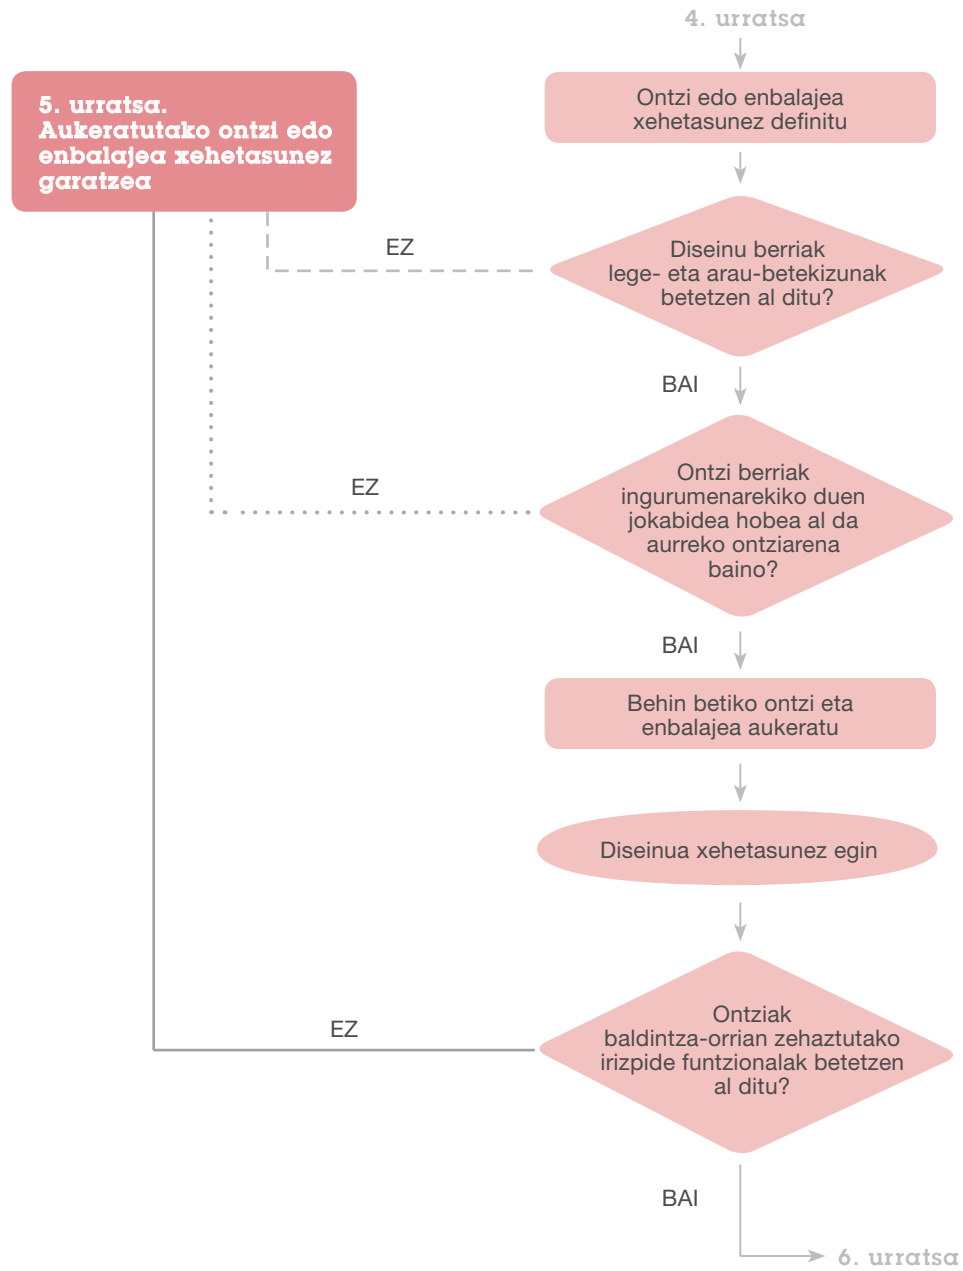 4. urratsa
5. urratsa.
Aukeratutako ontzi edo
enbalajea xehetasunez
garatzea
Ontzi edo enbalajea
xehetasunez definitu
EZ
Diseinu berriak
lege- eta arau-betekizunak
betetzen al ditu?
BAI
EZ
Ontzi berriak
ingurumenarekiko duen
jokabidea hobea al da
aurreko ontziarena
baino?
BAI
Behin betiko ontzi eta
enbalajea aukeratu
Diseinua xehetasunez egin
EZ
Ontziak
baldintza-orrian zehaztutako
irizpide funtzionalak betetzen
al ditu?
BAI
6. urratsa